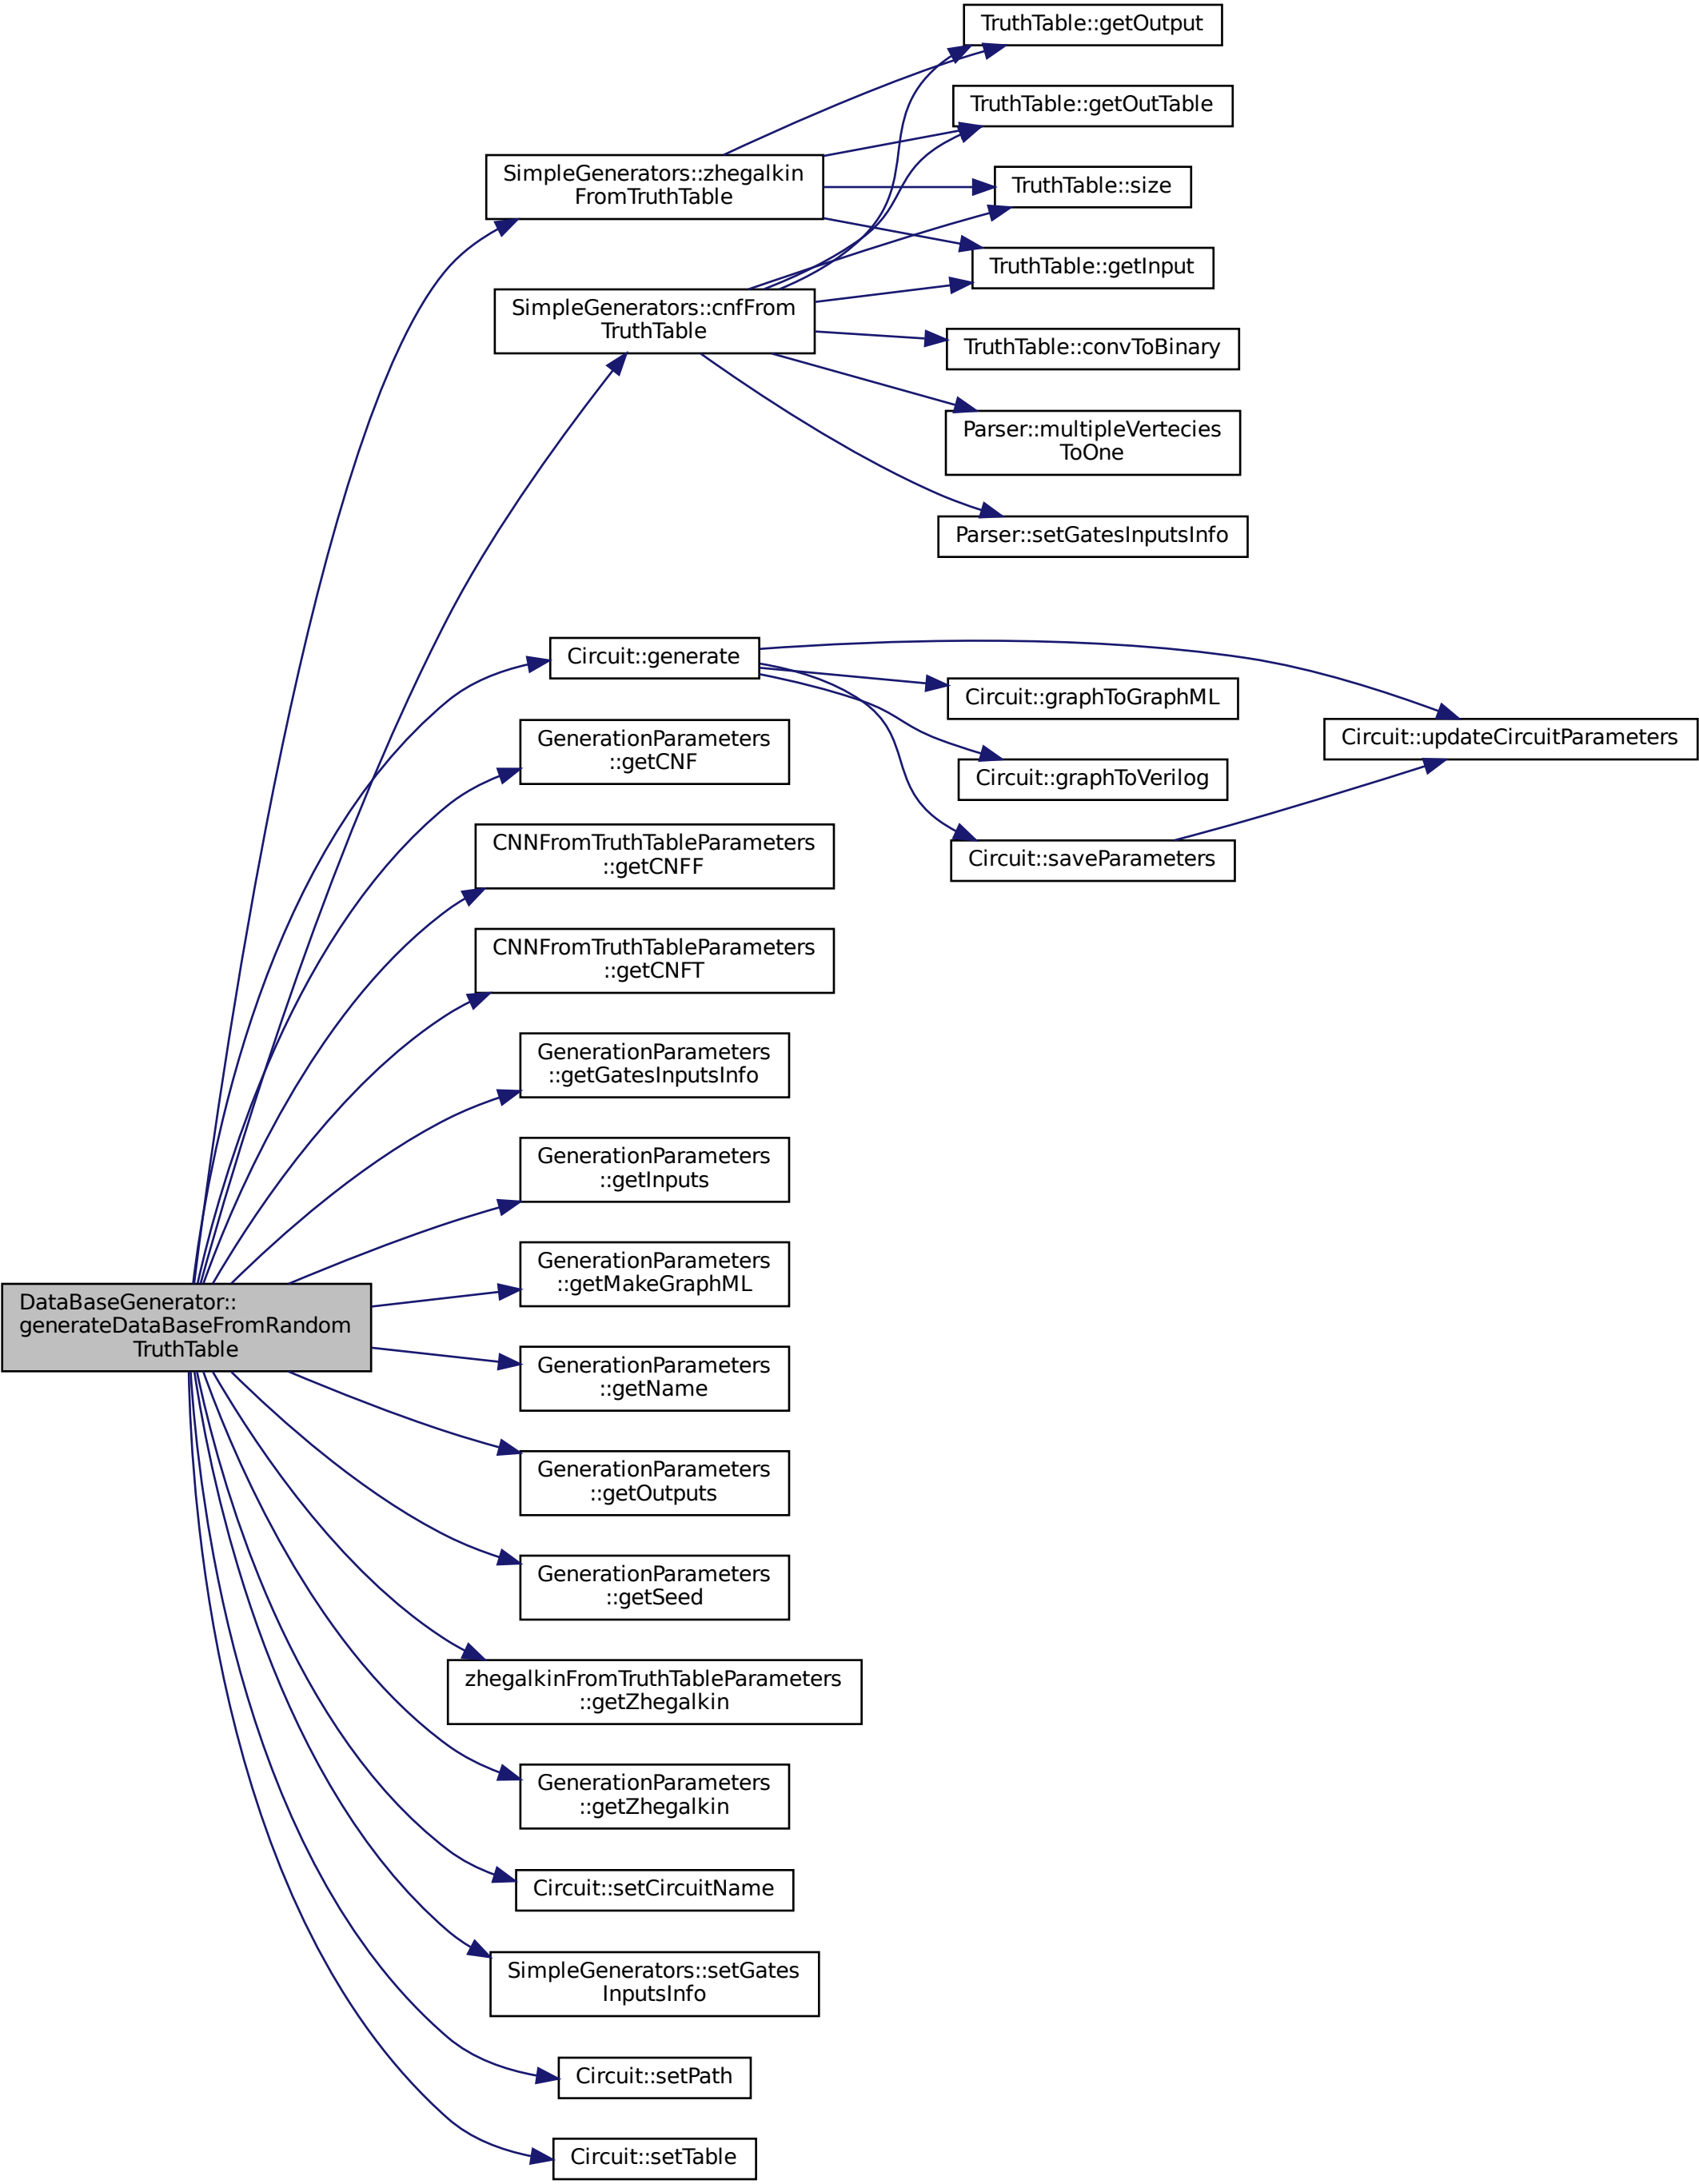 DataBaseGenerator::
generateDataBaseFromRandom
TruthTable
SimpleGenerators::zhegalkin
FromTruthTable
SimpleGenerators::cnfFrom
TruthTable
TruthTable::getOutput
TruthTable::getOutTable
TruthTable::size
TruthTable::getInput
TruthTable::convToBinary
Parser::multipleVertecies
ToOne
Parser::setGatesInputsInfo
Circuit::generate
Circuit::graphToGraphML
Circuit::graphToVerilog
Circuit::saveParameters
Circuit::updateCircuitParameters
GenerationParameters
::getCNF
CNNFromTruthTableParameters
::getCNFF
CNNFromTruthTableParameters
::getCNFT
GenerationParameters
::getGatesInputsInfo
GenerationParameters
::getInputs
GenerationParameters
::getMakeGraphML
GenerationParameters
::getName
GenerationParameters
::getOutputs
GenerationParameters
::getSeed
zhegalkinFromTruthTableParameters
::getZhegalkin
GenerationParameters
::getZhegalkin
Circuit::setCircuitName
SimpleGenerators::setGates
InputsInfo
Circuit::setPath
Circuit::setTable